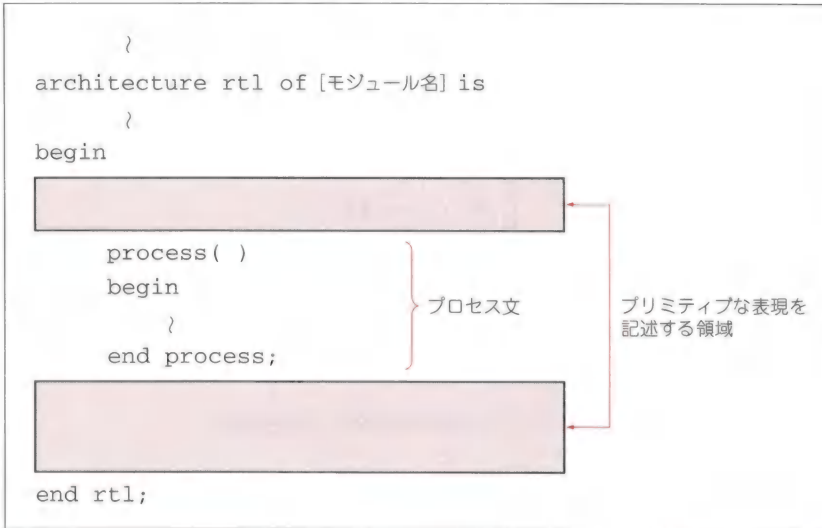 ≀
architecture rtl of [モジュール名] is
≀
begin
process( )
begin
≀
end process;
プロセス文
プリミティブな表現を
記述する領域
end rtl;